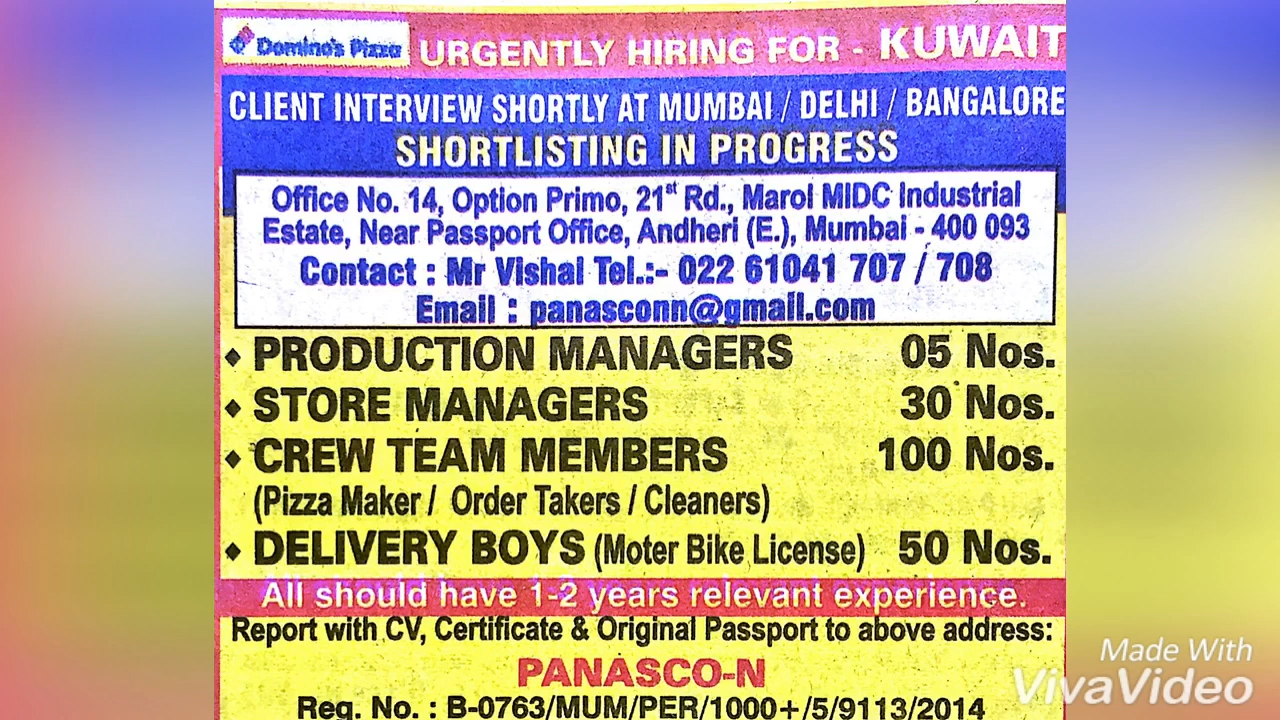 Domino's Pizza URGENTLY HIRING FOR - KUWAIT
CLIENT INTERVIEW SHORTLY AT MUMBAI / DELHI / BANGALORE
SHORTLISTING IN PROGRESS
Office No. 14, Option Primo, 21st Rd., Marol MIDC Industrial
Estate, Near Passport Office, Andheri (E.), Mumbai - 400 093
Contact : Mr Vishal Tel.:- 022 61041 707 / 708
Email : panasconn@gmail.com
♦ PRODUCTION MANAGERS 05 Nos.
♦ STORE MANAGERS 30 Nos.
♦ CREW TEAM MEMBERS 100 Nos.
(Pizza Maker / Order Takers / Cleaners)
♦ DELIVERY BOYS (Moter Bike License) 50 Nos.
All should have 1-2 years relevant experience.
Report with CV, Certificate & Original Passport to above address:
PANASCO-N
Reg. No. : B-0763/MUM/PER/1000+/5/9113/2014
Made With
VivaVideo